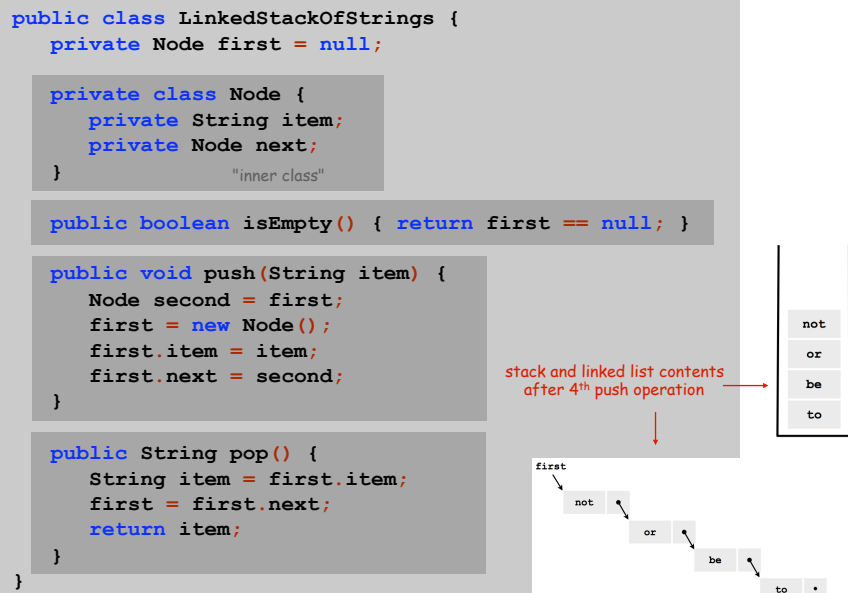 public class LinkedStackOfStrings {
   private Node first = null;
   private class Node {
      private String item;
      private Node next;
   }
"inner class"
   public boolean isEmpty() { return first == null; }
   public void push(String item) {
      Node second = first;
      first = new Node();
      first.item = item;
      first.next = second;
   }
   public String pop() {
      String item = first.item;
      first = first.next;
      return item;
   }
}
stack and linked list contents
after 4th push operation
not
or
be
to
first
not
or
be
to